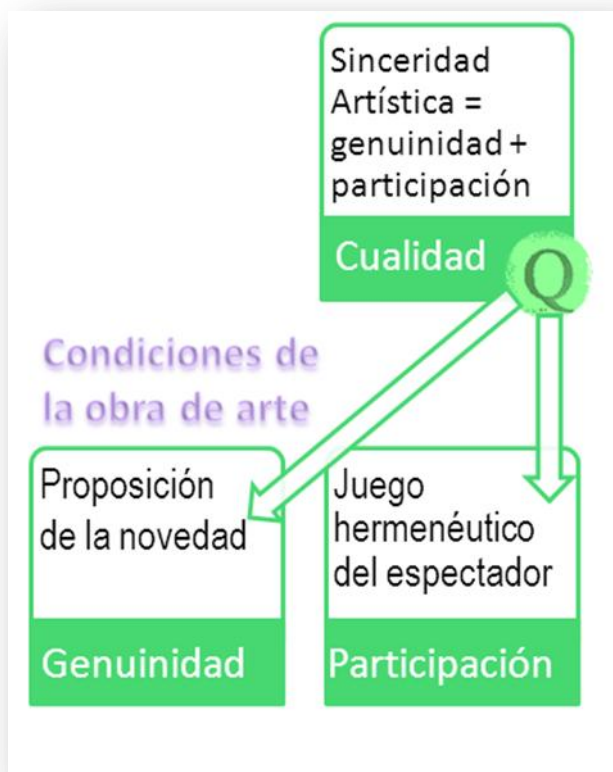 Sinceridad
Artística =
genuinidad +
participación
Cualidad
Q
Condiciones de
la obra de arte
Proposición
de la novedad
Genuinidad
Juego
hermenéutico
del espectador
Participación